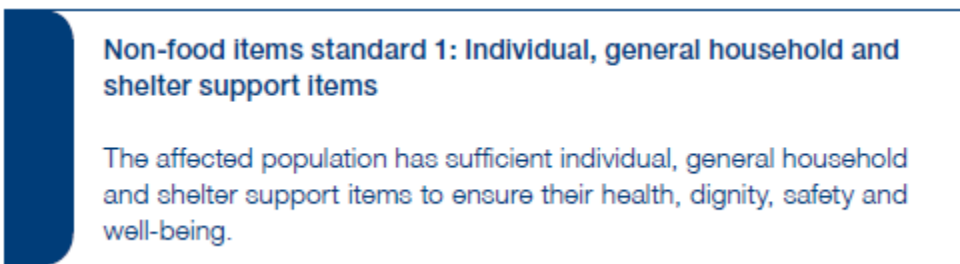 Non-food items standard 1: Individual, general household and
shelter support items
The affected population has sufficient individual, general household
and shelter support items to ensure their health, dignity, safety and
well-being.